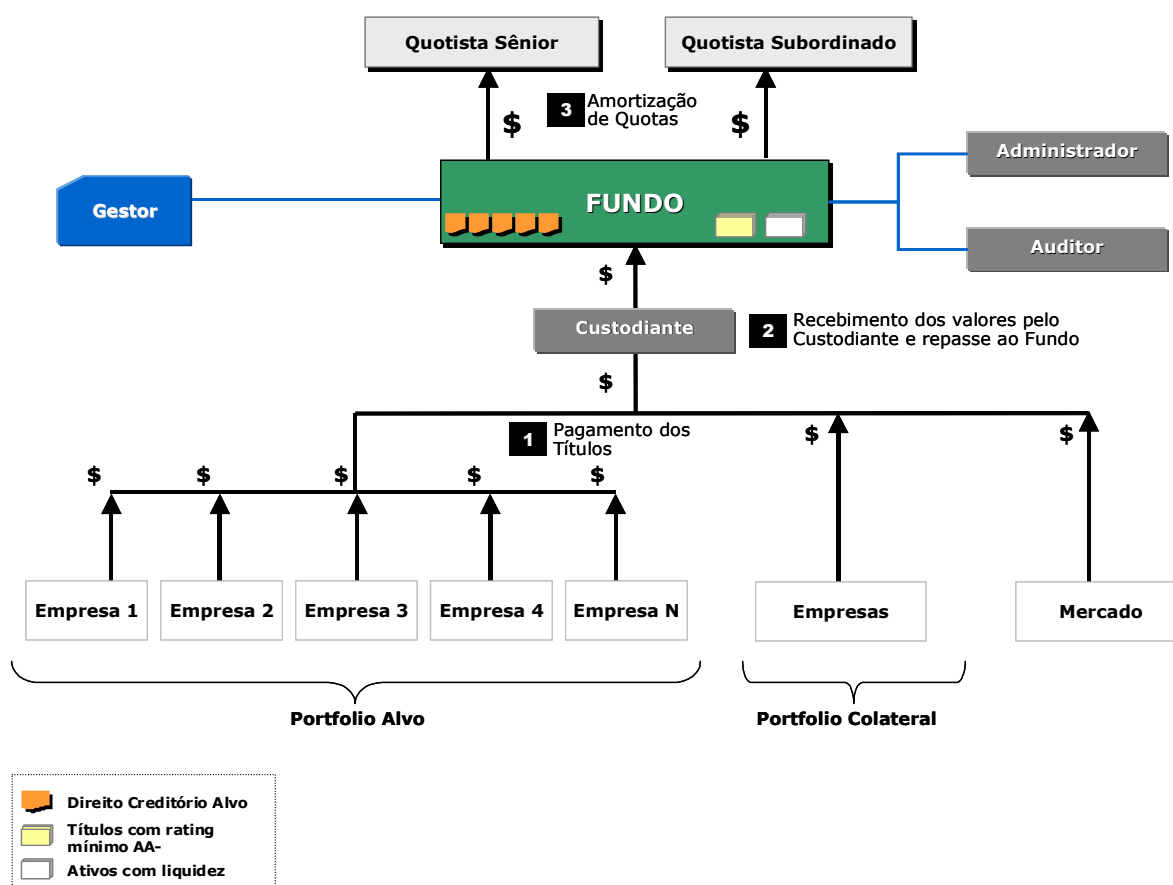 Quotista Sênior
Quotista Subordinado
3
Amortização
de Quotas
$
$
Administrador
Gestor
FUNDO
Auditor
$
Custodiante
2
Recebimento dos valores pelo
Custodiante e repasse ao Fundo
$
1
Pagamento dos
Títulos
$
$
$
$
$
$
$
Empresa 1
Empresa 2
Empresa 3
Empresa 4
Empresa N
Empresas
Mercado
Portfolio Alvo
Portfolio Colateral
Direito Creditório Alvo
Títulos com rating
mínimo AA-
Ativos com liquidez